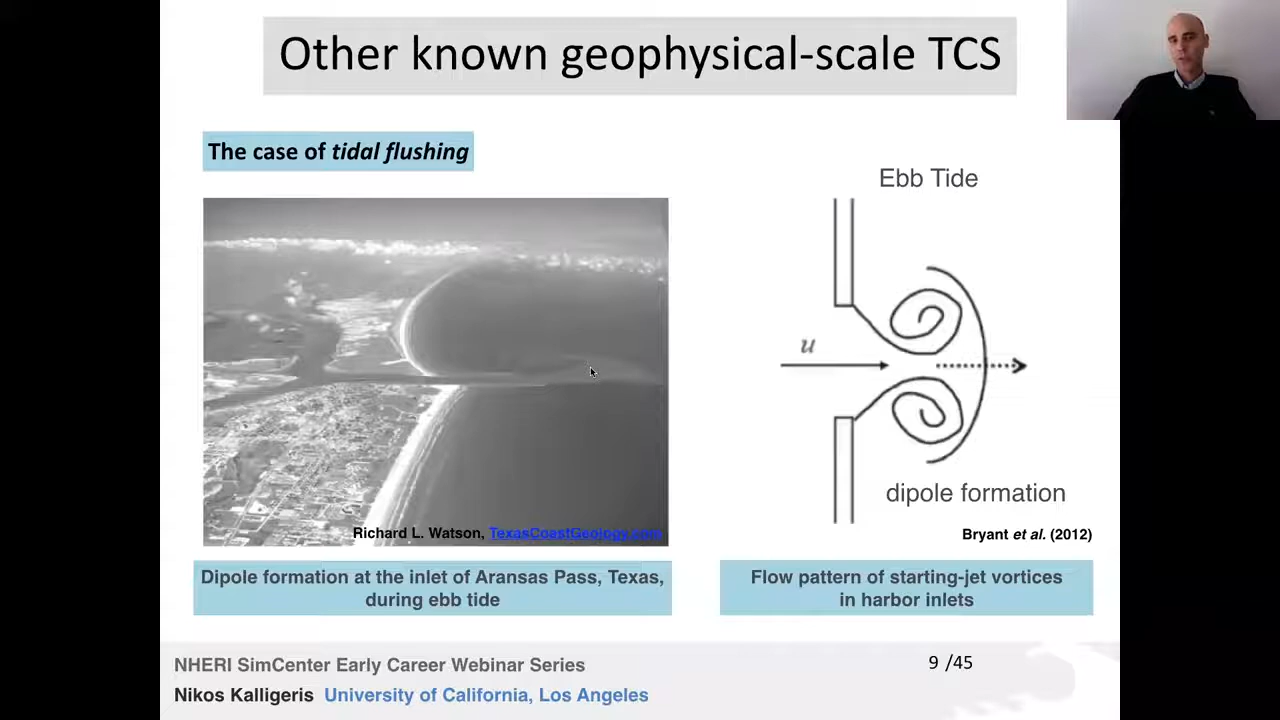 Other known geophysical-scale TCS
The case of tidal flushing
Ebb Tide
u
dipole formation
Richard L. Watson, TexasCoastGeology.com
Bryant et al. (2012)
Dipole formation at the inlet of Aransas Pass, Texas,
during ebb tide
Flow pattern of starting-jet vortices
in harbor inlets
NHERI SimCenter Early Career Webinar Series
9 /45
Nikos Kalligeris University of California, Los Angeles